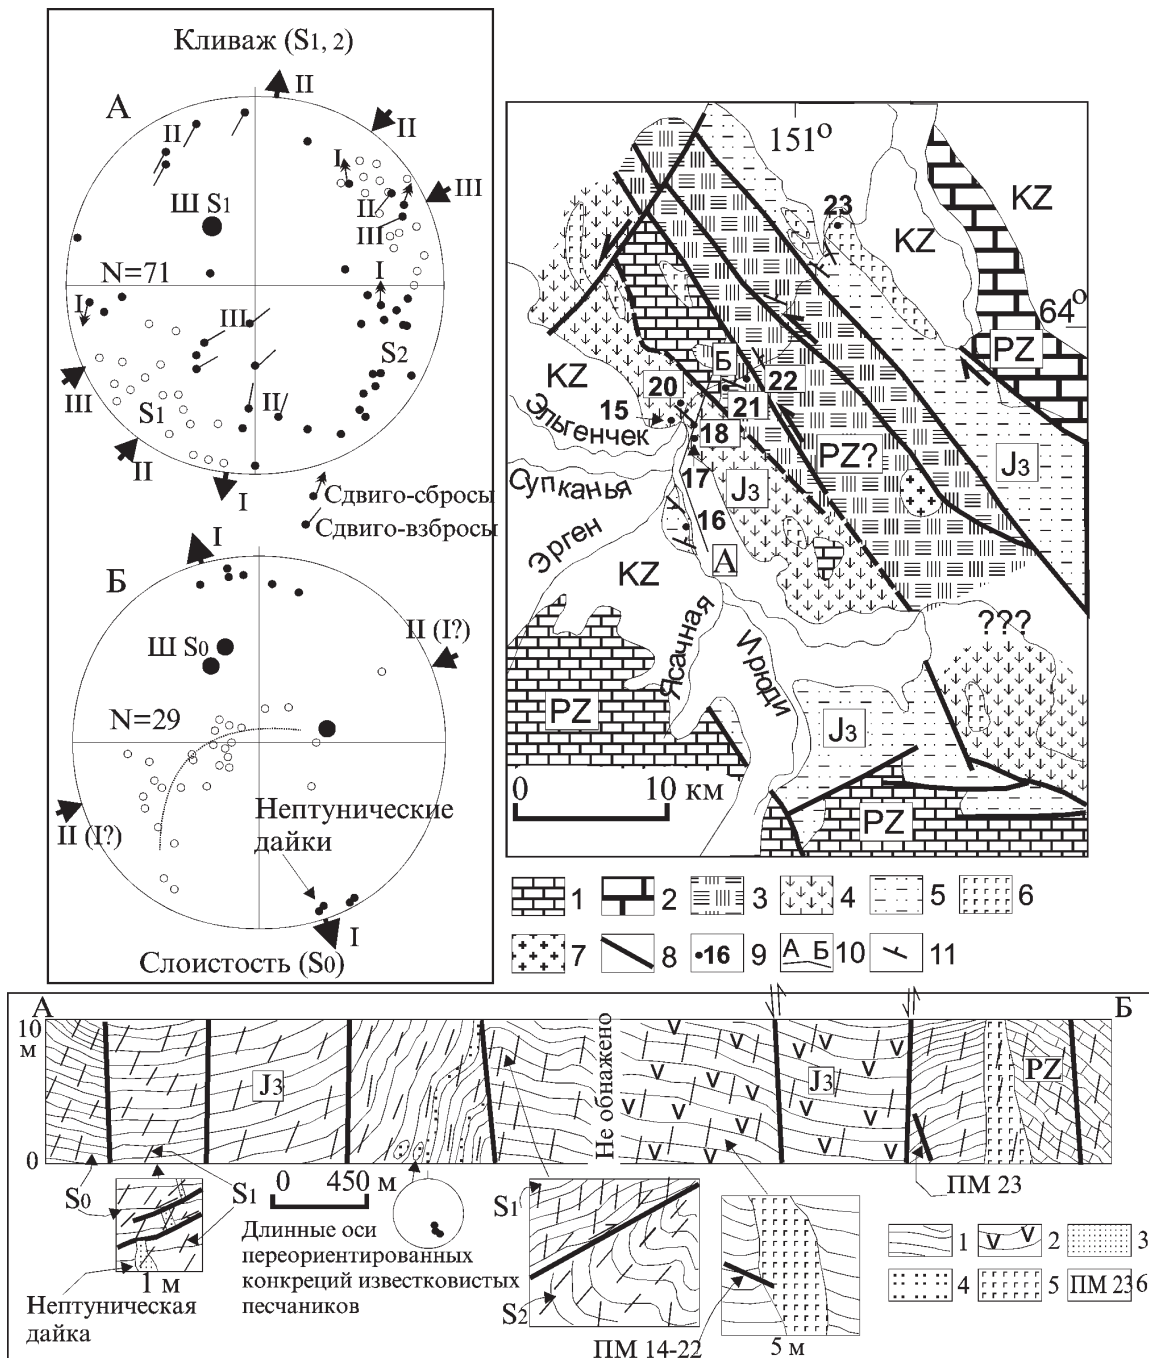 Кливаж (S1, 2)
II
А
II
II
I
III
II
Ш S1
III
N=71
I
I
III
S2
III
S1
II/
II
I
Сдвиго-сбросы
Сдвиго-взбросы
I
Б
II (I?)
Ш S0
N=29
Нептунические
дайки
II (I?)
I
Слоистость (S0)
151о
23
KZ
KZ
64о
PZ
KZ
Б
20
22
15
21
Эльгенчек
18
PZ?
J3
Супканья
17
J3
16
Эрген
А
KZ
???
Ясачная
Ирюди
PZ
J3
0 10 км
PZ
1 2 3 4 5 6
7 8 •16 9 А Б 10 11
А Б
10
м
0
J3
Не обнажено
J3
PZ
ПМ 23
S0
S1
0 450 м
S1
Длинные оси
переориентированных
конкреций известковистых
песчаников
1 м
Нептуническая
дайка
S2
ПМ 14-22
5 м
1 2 3
4 5 ПМ 23 6